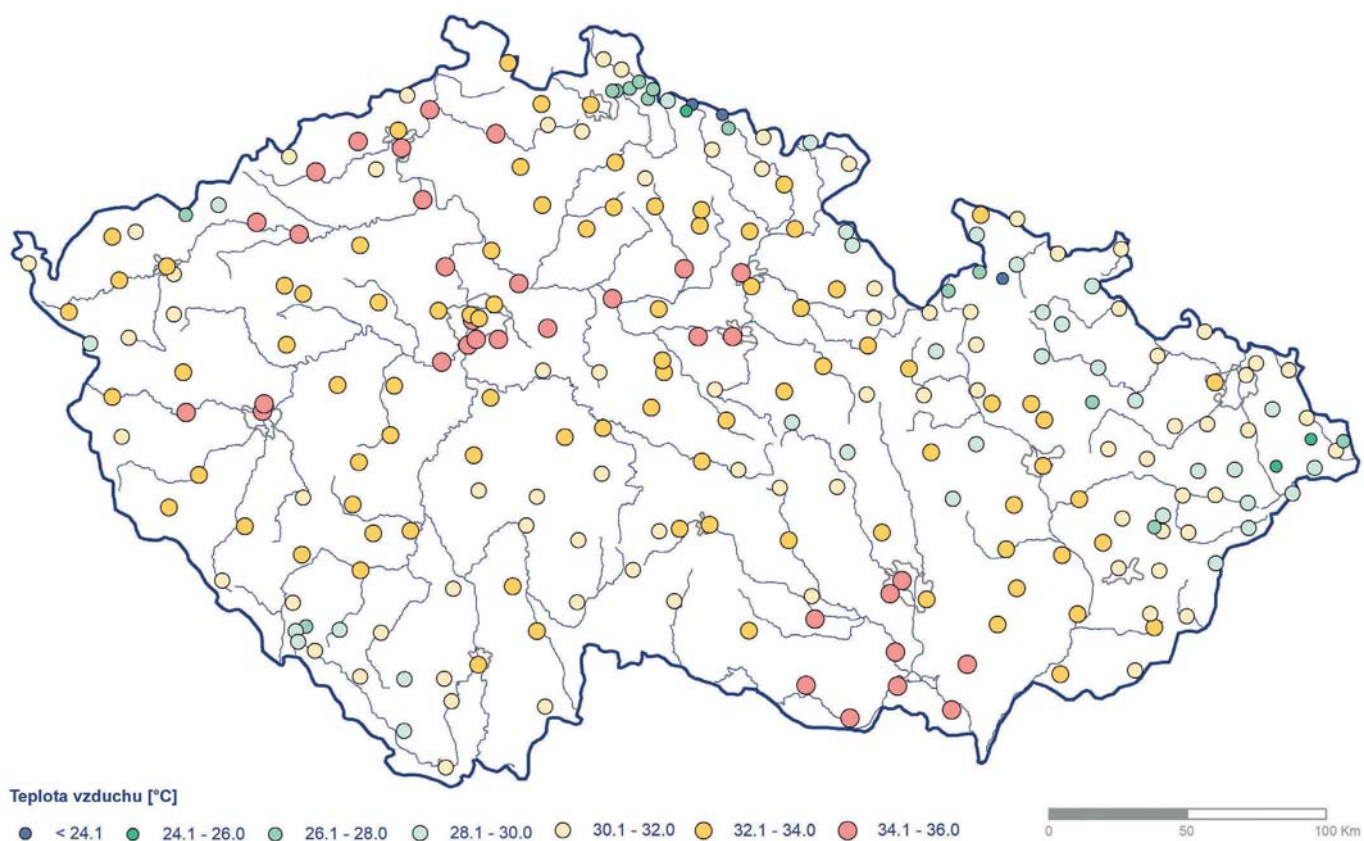 Teplota vzduchu [°C]
< 24.1 24.1 - 26.0 26.1 - 28.0 28.1 - 30.0 30.1 - 32.0 32.1 - 34.0 34.1 - 36.0
0 50 100 Km